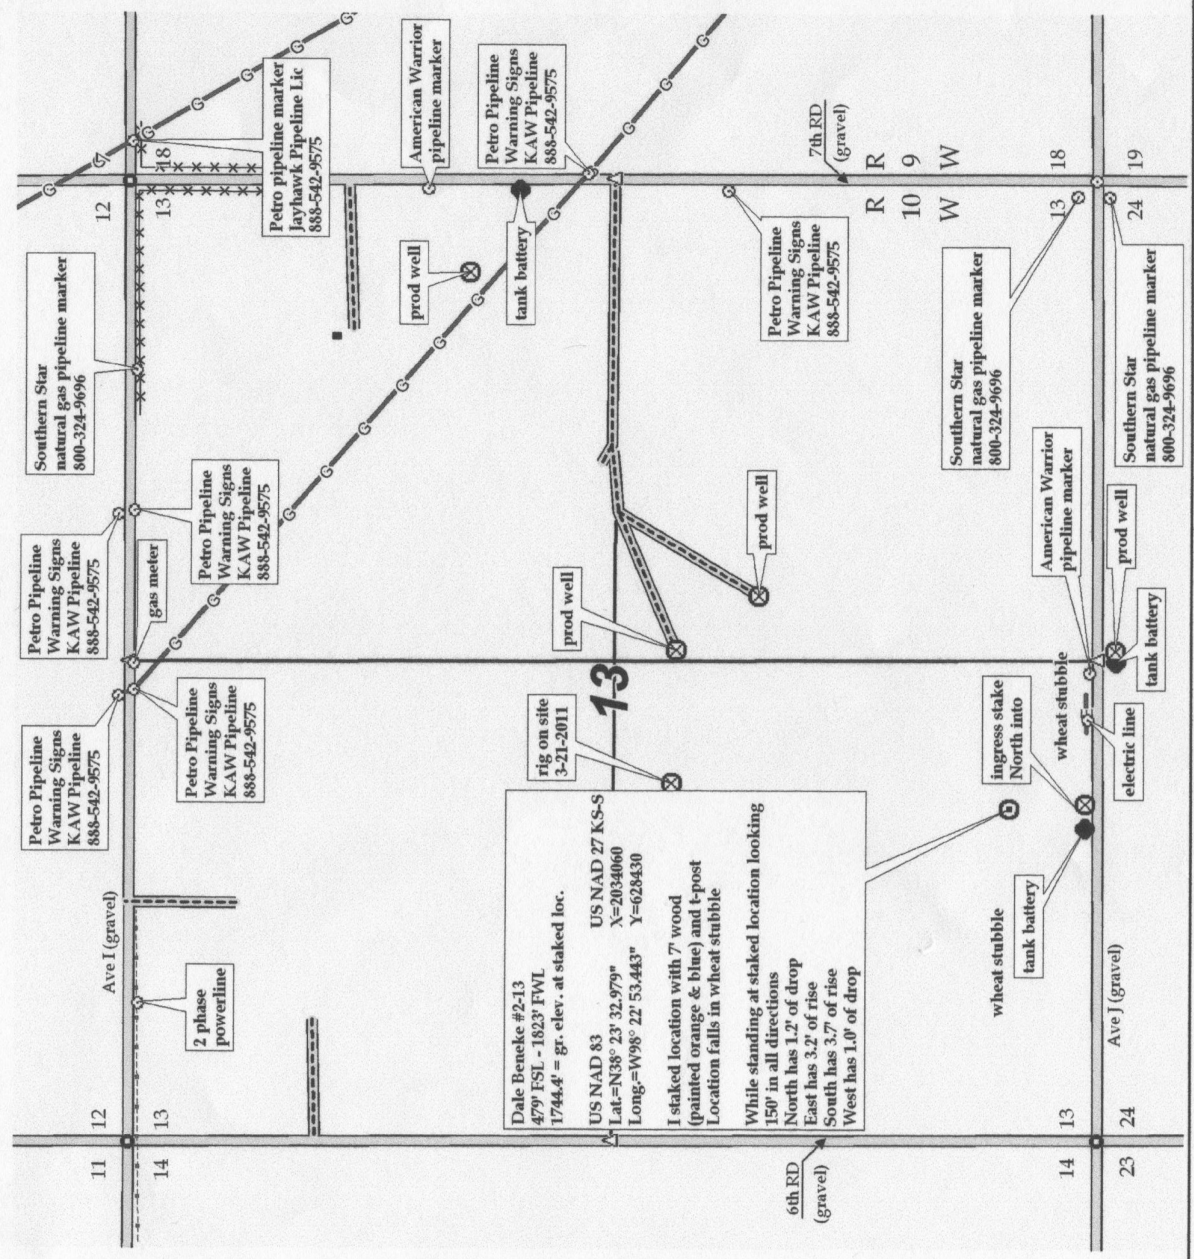 11
12
14
13
Ave I (gravel)
2 phase
powerline
Petro Pipeline
Warning Signs
KAW Pipeline
888-542-9575
Petro Pipeline
Warning Signs
KAW Pipeline
888-542-9575
Petro Pipeline
Warning Signs
KAW Pipeline
888-542-9575
gas meter
Petro Pipeline
Warning Signs
KAW Pipeline
888-542-9575
Southern Star
natural gas pipeline marker
800-324-9696
12
13
18
Petro pipeline marker
Jayhawk Pipeline Llc
888-542-9575
American Warrior
pipeline marker
Petro Pipeline
Warning Signs
KAW Pipeline
888-542-9575
prod well
tank battery
rig on site
3-21-2011
13
prod well
prod well
Petro Pipeline
Warning Signs
KAW Pipeline
888-542-9575
7th RD
(gravel)
R
R
10
9
W
W
Dale Beneke #2-13
479' FSL - 1823' FWL
1744.4' = gr. elev. at staked loc.
US NAD 83
US NAD 27 KS-S
Lat.=N38° 23' 32.979"
X=2034060
Long.=W98° 22' 53.443"
Y=628430
I staked location with 7' wood
(painted orange & blue) and t-post
Location falls in wheat stubble
While standing at staked location looking
150' in all directions
North has 1.2' of drop
East has 3.2' of rise
South has 3.7' of rise
West has 1.0' of drop
6th RD
(gravel)
wheat stubble
tank battery
ingress stake
North into
wheat stubble
electric line
American Warrior
pipeline marker
prod well
tank battery
Southern Star
natural gas pipeline marker
800-324-9696
Southern Star
natural gas pipeline marker
800-324-9696
14
13
23
24
Ave J (gravel)
13
18
24
19